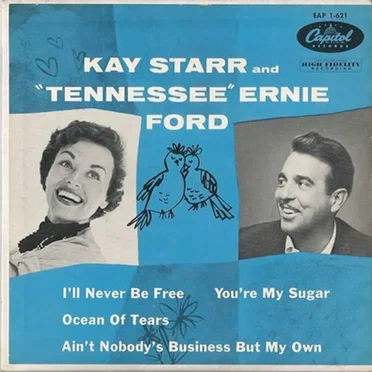 EAP 1-621
Capitol
RECORDS
HIGH FIDELITY
RECORDING
KAY STARR and
"TENNESSEE" ERNIE
FORD
I'll Never Be Free You're My Sugar
Ocean Of Tears
Ain't Nobody's Business But My Own